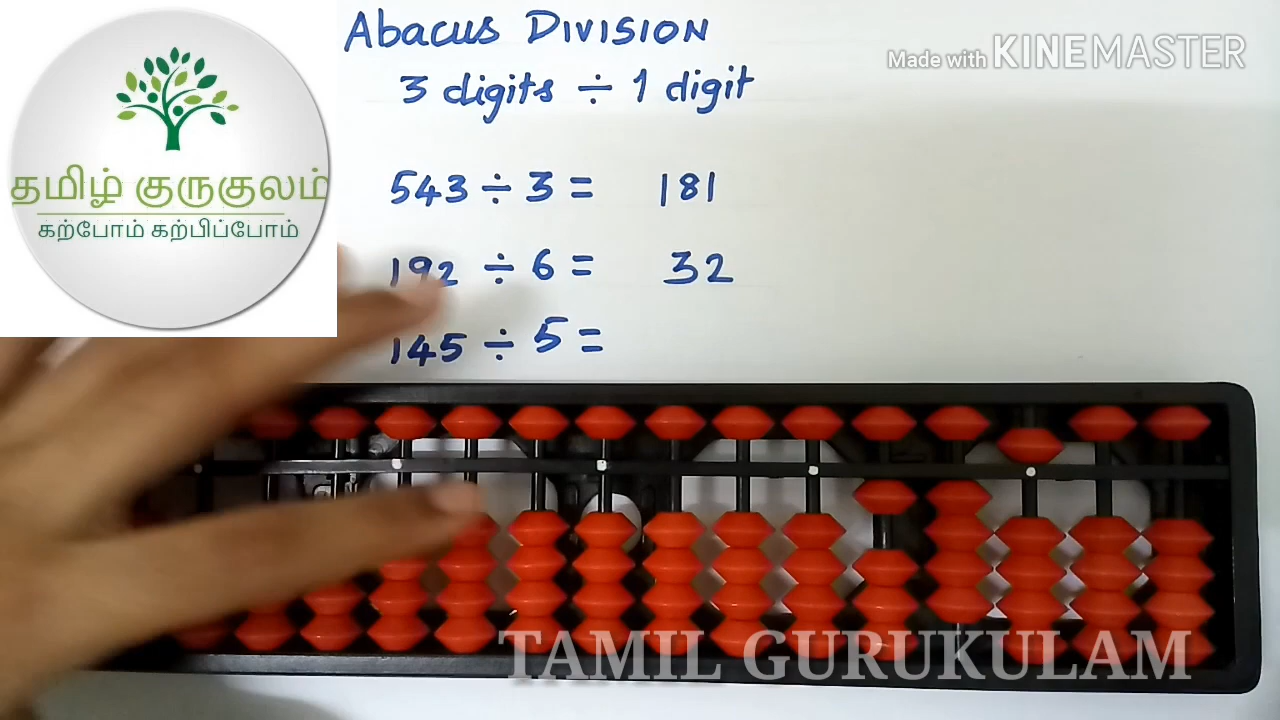 Abacus DIVISION
3 digits ÷ 1 digit
Made with KINEMASTER
தமிழ் குருகுலம்
கற்போம் கற்பிப்போம்
543 ÷ 3 = 181
192 ÷ 6 = 32
145 ÷ 5 =
TAMIL GURUKULAM